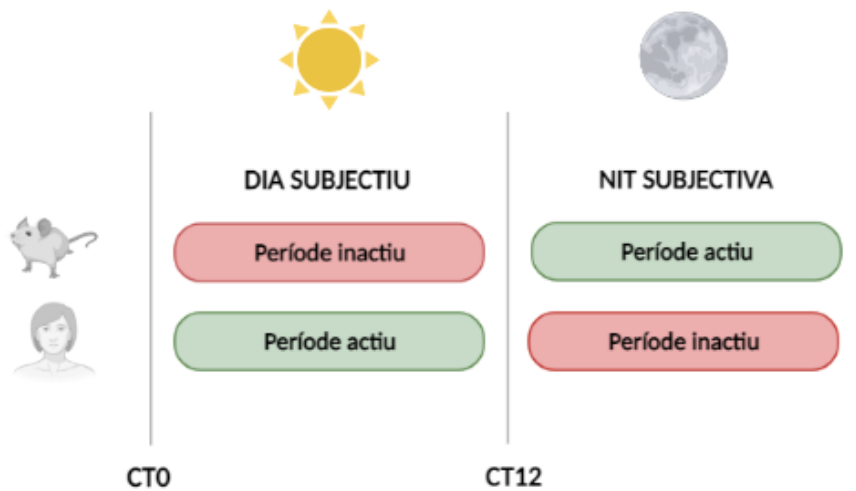 DIA SUBJECTIU
NIT SUBJECTIVA
Període inactiu
Període actiu
Període actiu
Període inactiu
CT0
CT12